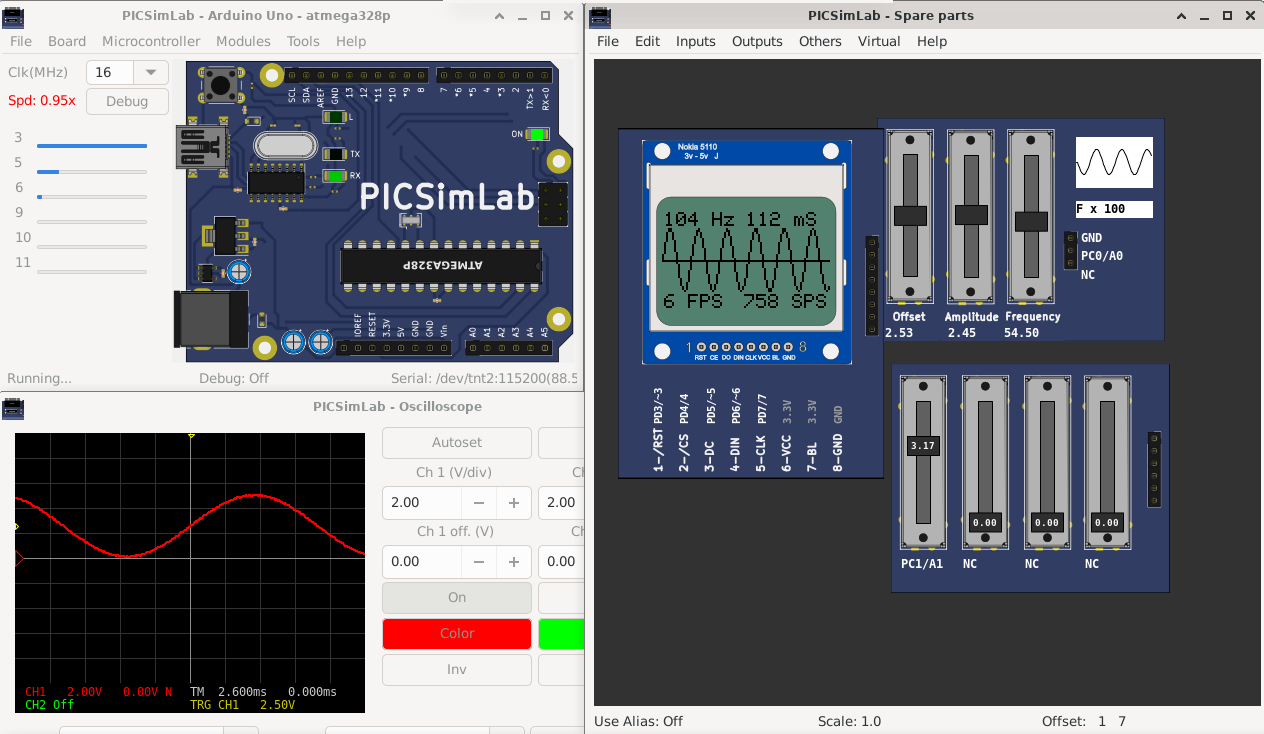 PICSimLab - Arduino Uno - atmega328p
File Board Microcontroller Modules Tools Help
Clk(MHz) 16
Spd: 0.95x Debug
3
5
6
9
10
11
SCL SDA AREF GND 13 12 *11 *10 *9 8 7 *6 *5 4 *3 2 TX>1 RX<0
L
ON
TX
RX
PICSimLab
ATMEGA328P
IOREF RESET 3.3V 5V GND GND Vin A0 A1 A2 A3 A4 A5
Running... Debug: Off Serial: /dev/tnt2:115200(88.5
PICSimLab - Oscilloscope
Autoset
Ch 1 (V/div)
2.00 − + 2.00
Ch 1 off. (V)
0.00 − + 0.00
On
Color
Inv
CH1 2.00V 0.00V N TM 2.600ms 0.000ms
CH2 Off TRG CH1 2.50V
PICSimLab - Spare parts
File Edit Inputs Outputs Others Virtual Help
Nokia 5110
3v - 5v J
104 Hz 112 mS
6 FPS 758 SPS
1 8
RST CE DO DIN CLK VCC BL GND
1-/RST PD3/~3
2-/CS PD4/4
3-DC PD5/~5
4-DIN PD6/~6
5-CLK PD7/7
6-VCC 3.3V
7-BL 3.3V
8-GND GND
F x 100
GND
PC0/A0
NC
Offset Amplitude Frequency
2.53 2.45 54.50
3.17
0.00 0.00 0.00
PC1/A1 NC NC NC
Use Alias: Off Scale: 1.0 Offset: 1 7